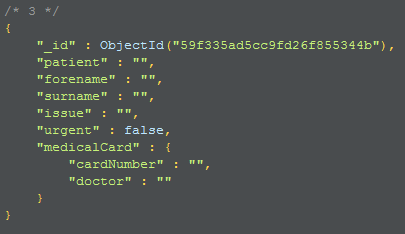 /* 3 */
{
"_id" : ObjectId("59f335ad5cc9fd26f855344b"),
"patient" : "",
"forename" : "",
"surname" : "",
"issue" : "",
"urgent" : false,
"medicalCard" : {
"cardNumber" : "",
"doctor" : ""
}
}